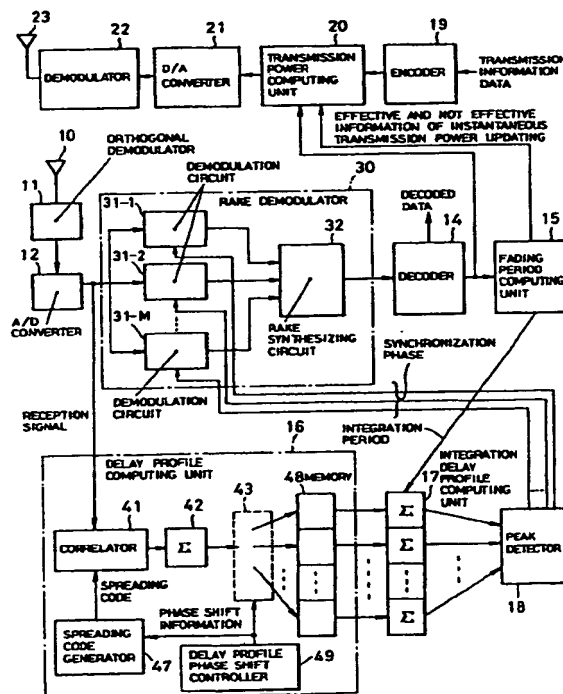 23
22
21
20
19
DEMODULATOR
D/A
CONVERTER
TRANSMISSION
POWER
COMPUTING
UNIT
ENCODER
TRANSMISSION
INFORMATION
DATA
EFFECTIVE AND NOT EFFECTIVE
INFORMATION OF INSTANTANEOUS
TRANSMISSION POWER UPDATING
10
ORTHOGONAL
DEMODULATOR
DEMODULATION
CIRCUIT
30
11
31-1
RAKE DEMODULATOR
32
DECODED
DATA
14
15
12
31-2
DECODER
FADING
PERIOD
COMPUTING
UNIT
A/D
CONVERTER
31-M
RAKE
SYNTHESIZING
CIRCUIT
DEMODULATION
CIRCUIT
SYNCHRONIZATION
PHASE
RECEPTION
SIGNAL
INTEGRATION
PERIOD
16
DELAY PROFILE
COMPUTING UNIT
INTEGRATION
DELAY
PROFILE
COMPUTING
UNIT
41
42
43
48
MEMORY
17
CORRELATOR
Σ
Σ
Σ
Σ
Σ
PEAK
DETECTOR
18
SPREADING
CODE
PHASE SHIFT
INFORMATION
SPREADING
CODE
GENERATOR
47
DELAY PROFILE
PHASE SHIFT
CONTROLLER
49